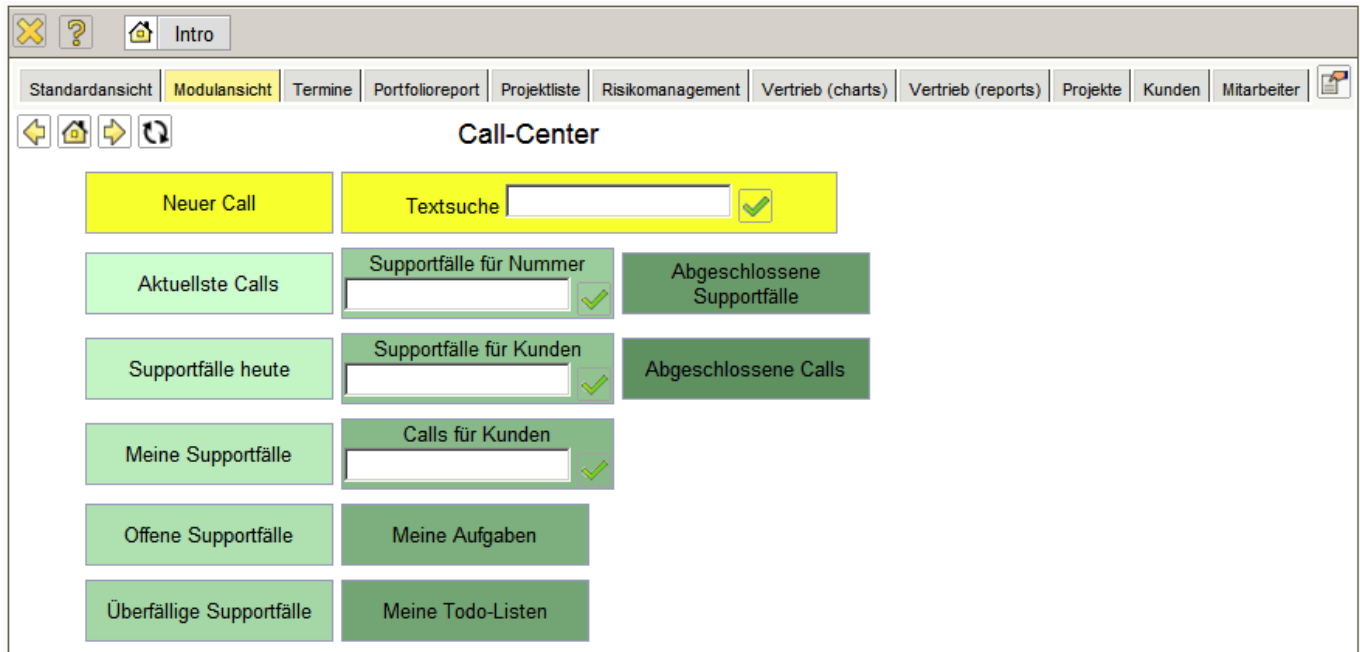 Intro
Standardansicht Modulansicht Termine Portfolioreport Projektliste Risikomanagement Vertrieb (charts) Vertrieb (reports) Projekte Kunden Mitarbeiter
Call-Center
Neuer Call Textsuche
Aktuellste Calls Supportfälle für Nummer Abgeschlossene
Supportfälle
Supportfälle heute Supportfälle für Kunden Abgeschlossene Calls
Meine Supportfälle Calls für Kunden
Offene Supportfälle Meine Aufgaben
Überfällige Supportfälle Meine Todo-Listen